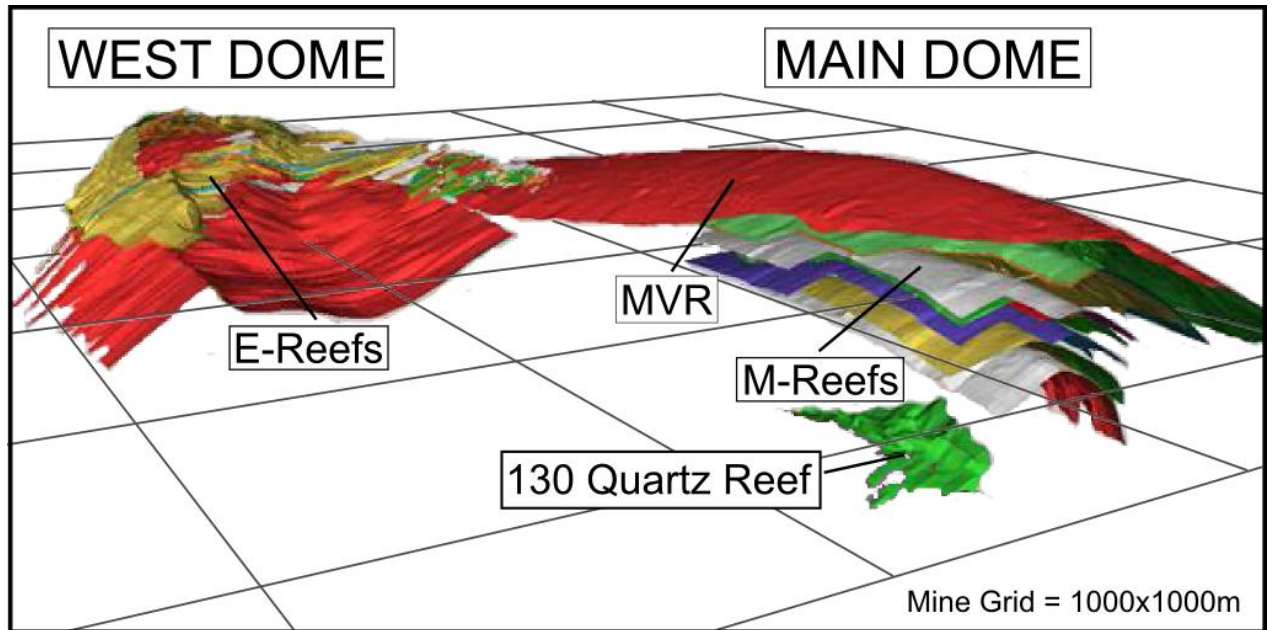 WEST DOME
MAIN DOME
MVR
E-Reefs
M-Reefs
130 Quartz Reef
Mine Grid = 1000x1000m